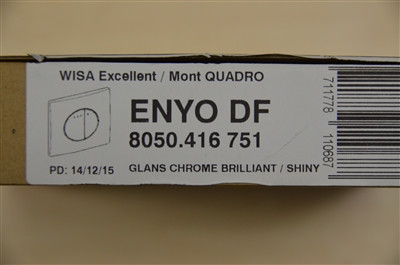 WISA Excellent / Mont QUADRO
ENYO DF
8050.416 751
PD: 14/12/15
GLANS CHROME BRILLIANT / SHINY
711778
110687